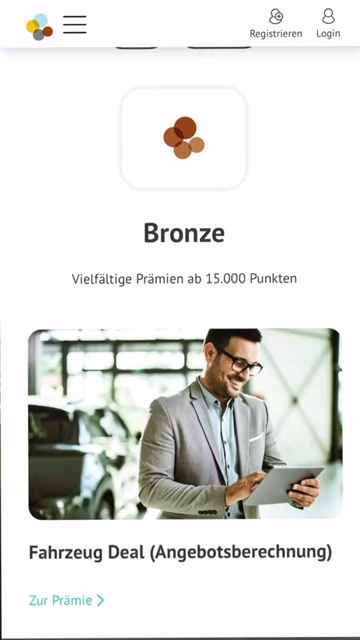 Registrieren
Login
Bronze
Vielfältige Prämien ab 15.000 Punkten
Fahrzeug Deal (Angebotsberechnung)
Zur Prämie